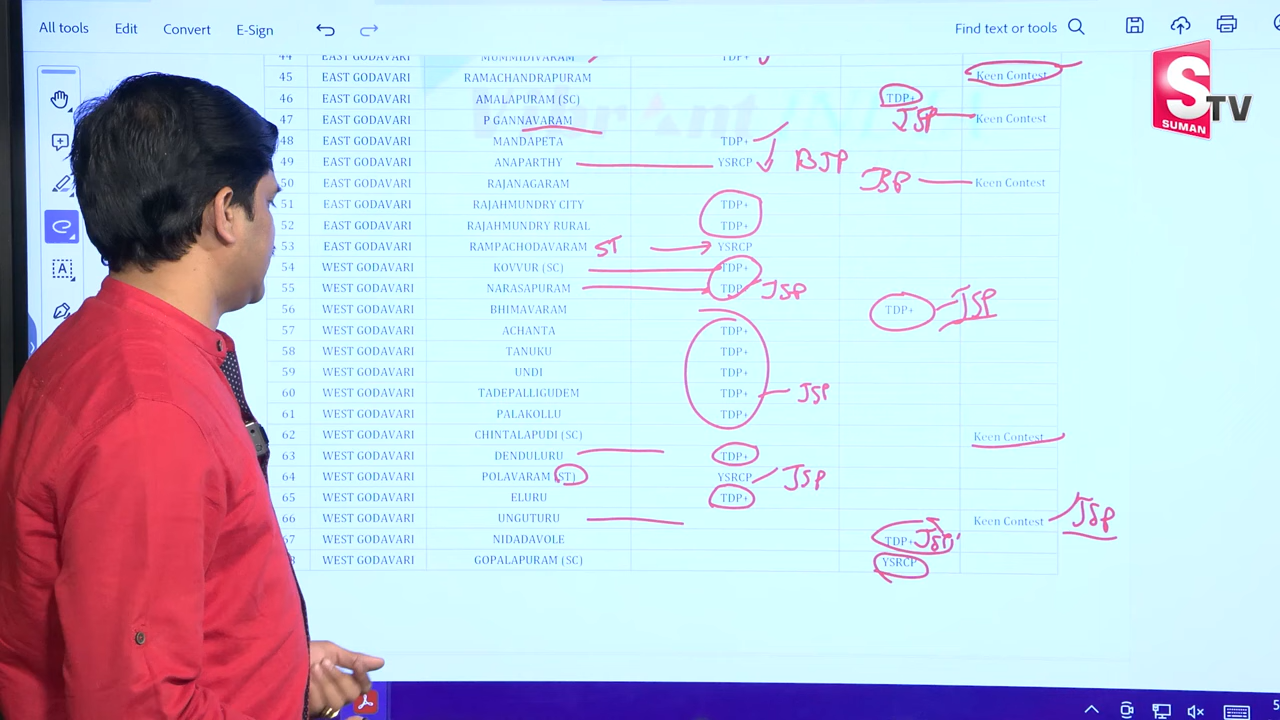 All tools Edit Convert E-Sign Find text or tools
44 EAST GODAVARI MUMMIDIVARAM TDP+
45 EAST GODAVARI RAMACHANDRAPURAM Keen Contest
46 EAST GODAVARI AMALAPURAM (SC) TDP+
47 EAST GODAVARI P GANNAVARAM JSP Keen Contest
48 EAST GODAVARI MANDAPETA TDP+
49 EAST GODAVARI ANAPARTHY YSRCP BJP
50 EAST GODAVARI RAJANAGARAM Keen Contest
51 EAST GODAVARI RAJAHMUNDRY CITY TDP+
52 EAST GODAVARI RAJAHMUNDRY RURAL TDP+
53 EAST GODAVARI RAMPACHODAVARAM ST YSRCP
54 WEST GODAVARI KOVVUR (SC) TDP+
55 WEST GODAVARI NARASAPURAM TDP+ JSP
56 WEST GODAVARI BHIMAVARAM TDP+ JSP
57 WEST GODAVARI ACHANTA TDP+
58 WEST GODAVARI TANUKU TDP+
59 WEST GODAVARI UNDI TDP+
60 WEST GODAVARI TADEPALLIGUDEM TDP+ JSP
61 WEST GODAVARI PALAKOLLU TDP+
62 WEST GODAVARI CHINTALAPUDI (SC) Keen Contest
63 WEST GODAVARI DENDULURU TDP+
64 WEST GODAVARI POLAVARAM (ST) YSRCP JSP
65 WEST GODAVARI ELURU TDP+
66 WEST GODAVARI UNGUTURU Keen Contest JSP
67 WEST GODAVARI NIDADAVOLE TDP+ JSP
WEST GODAVARI GOPALAPURAM (SC) YSRCP
S TV
SUMAN